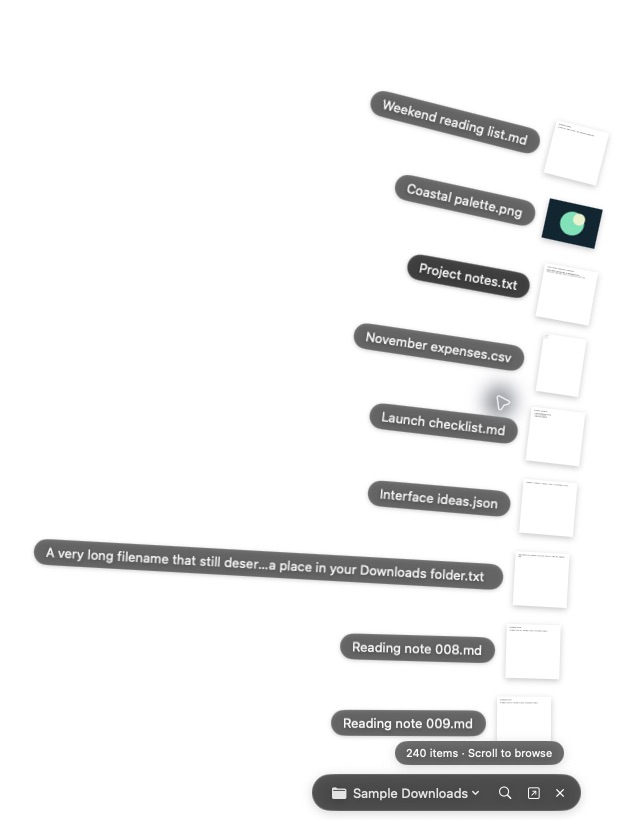 Weekend reading list.md
Coastal palette.png
Project notes.txt
November expenses.csv
Launch checklist.md
Interface ideas.json
A very long filename that still deser...a place in your Downloads folder.txt
Reading note 008.md
Reading note 009.md
240 items · Scroll to browse
Sample Downloads